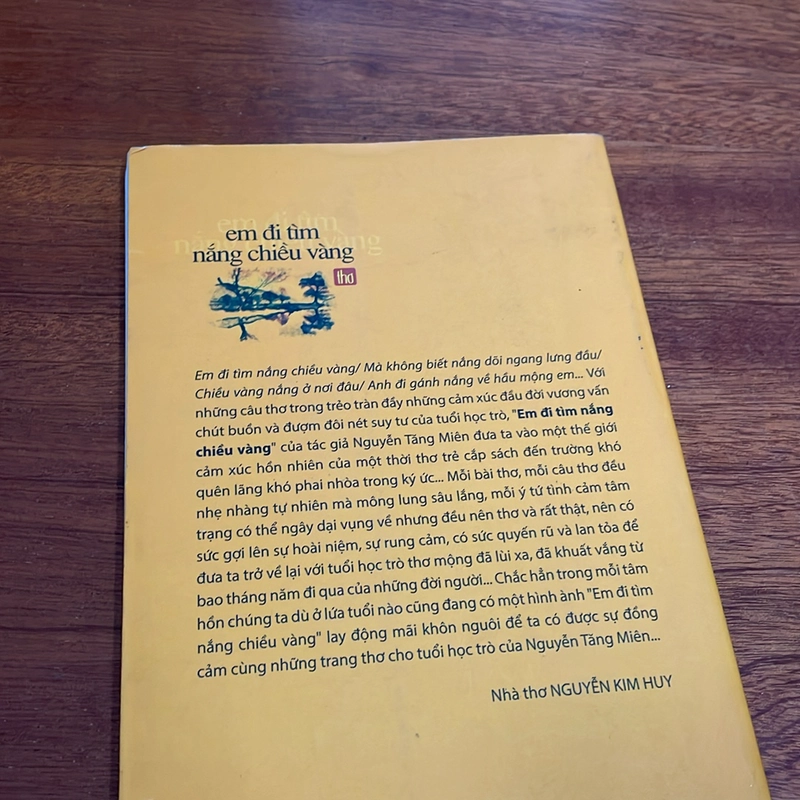 em đi tìm
nắng chiều vàng
em đi tìm
nắng chiều vàng
thơ
Em đi tìm nắng chiều vàng/ Mà không biết nắng dõi ngang lưng đầu/
Chiều vàng nắng ở nơi đâu/ Anh đi gánh nắng về hầu mộng em... Với
những câu thơ trong trẻo tràn đầy những cảm xúc đầu đời vương vấn
chút buồn và đượm đôi nét suy tư của tuổi học trò, "Em đi tìm nắng
chiều vàng" của tác giả Nguyễn Tăng Miên đưa ta vào một thế giới
cảm xúc hồn nhiên của một thời thơ trẻ cắp sách đến trường khó
quên lãng khó phai nhòa trong ký ức... Mỗi bài thơ, mỗi câu thơ đều
nhẹ nhàng tự nhiên mà mông lung sâu lắng, mỗi ý tứ tình cảm tâm
trạng có thể ngây dại vụng về nhưng đều nên thơ và rất thật, nên có
sức gợi lên sự hoài niệm, sự rung cảm, có sức quyến rũ và lan tỏa để
đưa ta trở về lại với tuổi học trò thơ mộng đã lùi xa, đã khuất vắng từ
bao tháng năm đi qua của những đời người... Chắc hẳn trong mỗi tâm
hồn chúng ta dù ở lứa tuổi nào cũng đang có một hình ảnh "Em đi tìm
nắng chiều vàng" lay động mãi khôn nguôi để ta có được sự đồng
cảm cùng những trang thơ cho tuổi học trò của Nguyễn Tăng Miên...
Nhà thơ NGUYỄN KIM HUY